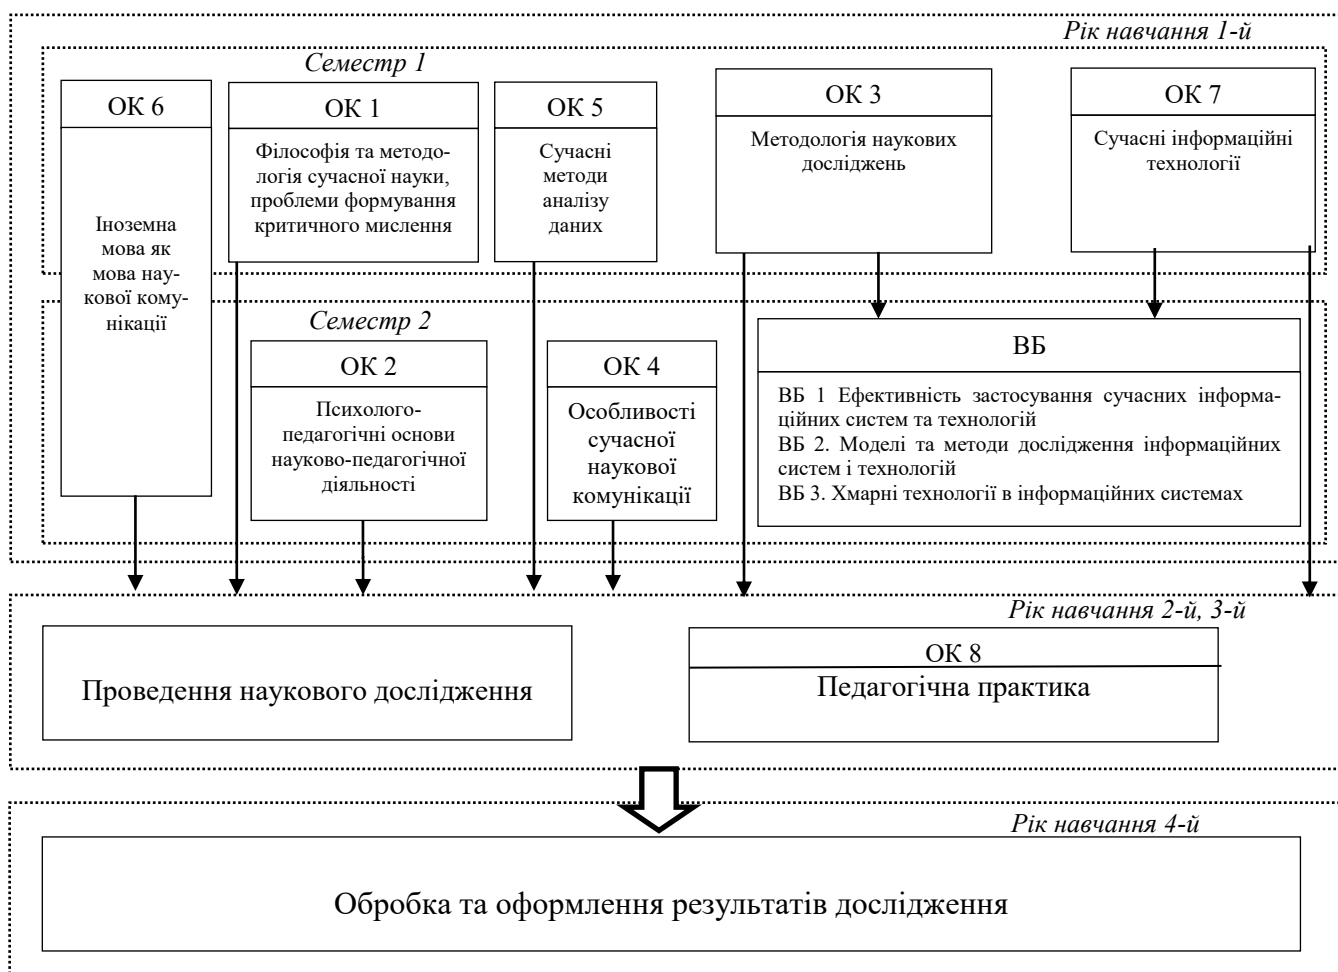 Рік навчання 1-й
Семестр 1
ОК 6
Іноземна
мова як
мова нау-
кової кому-
нікації
ОК 1
Філософія та методо-
логія сучасної науки,
проблеми формування
критичного мислення
ОК 5
Сучасні
методи
аналізу
даних
ОК 3
Методологія наукових
досліджень
ОК 7
Сучасні інформаційні
технології
Семестр 2
ОК 2
Психолого-
педагогічні основи
науково-педагогічної
діяльності
ОК 4
Особливості
сучасної
наукової
комунікації
ВБ
ВБ 1 Ефективність застосування сучасних інформа-
ційних систем та технологій
ВБ 2. Моделі та методи дослідження інформаційних
систем і технологій
ВБ 3. Хмарні технології в інформаційних системах
Рік навчання 2-й, 3-й
Проведення наукового дослідження
ОК 8
Педагогічна практика
Рік навчання 4-й
Обробка та оформлення результатів дослідження